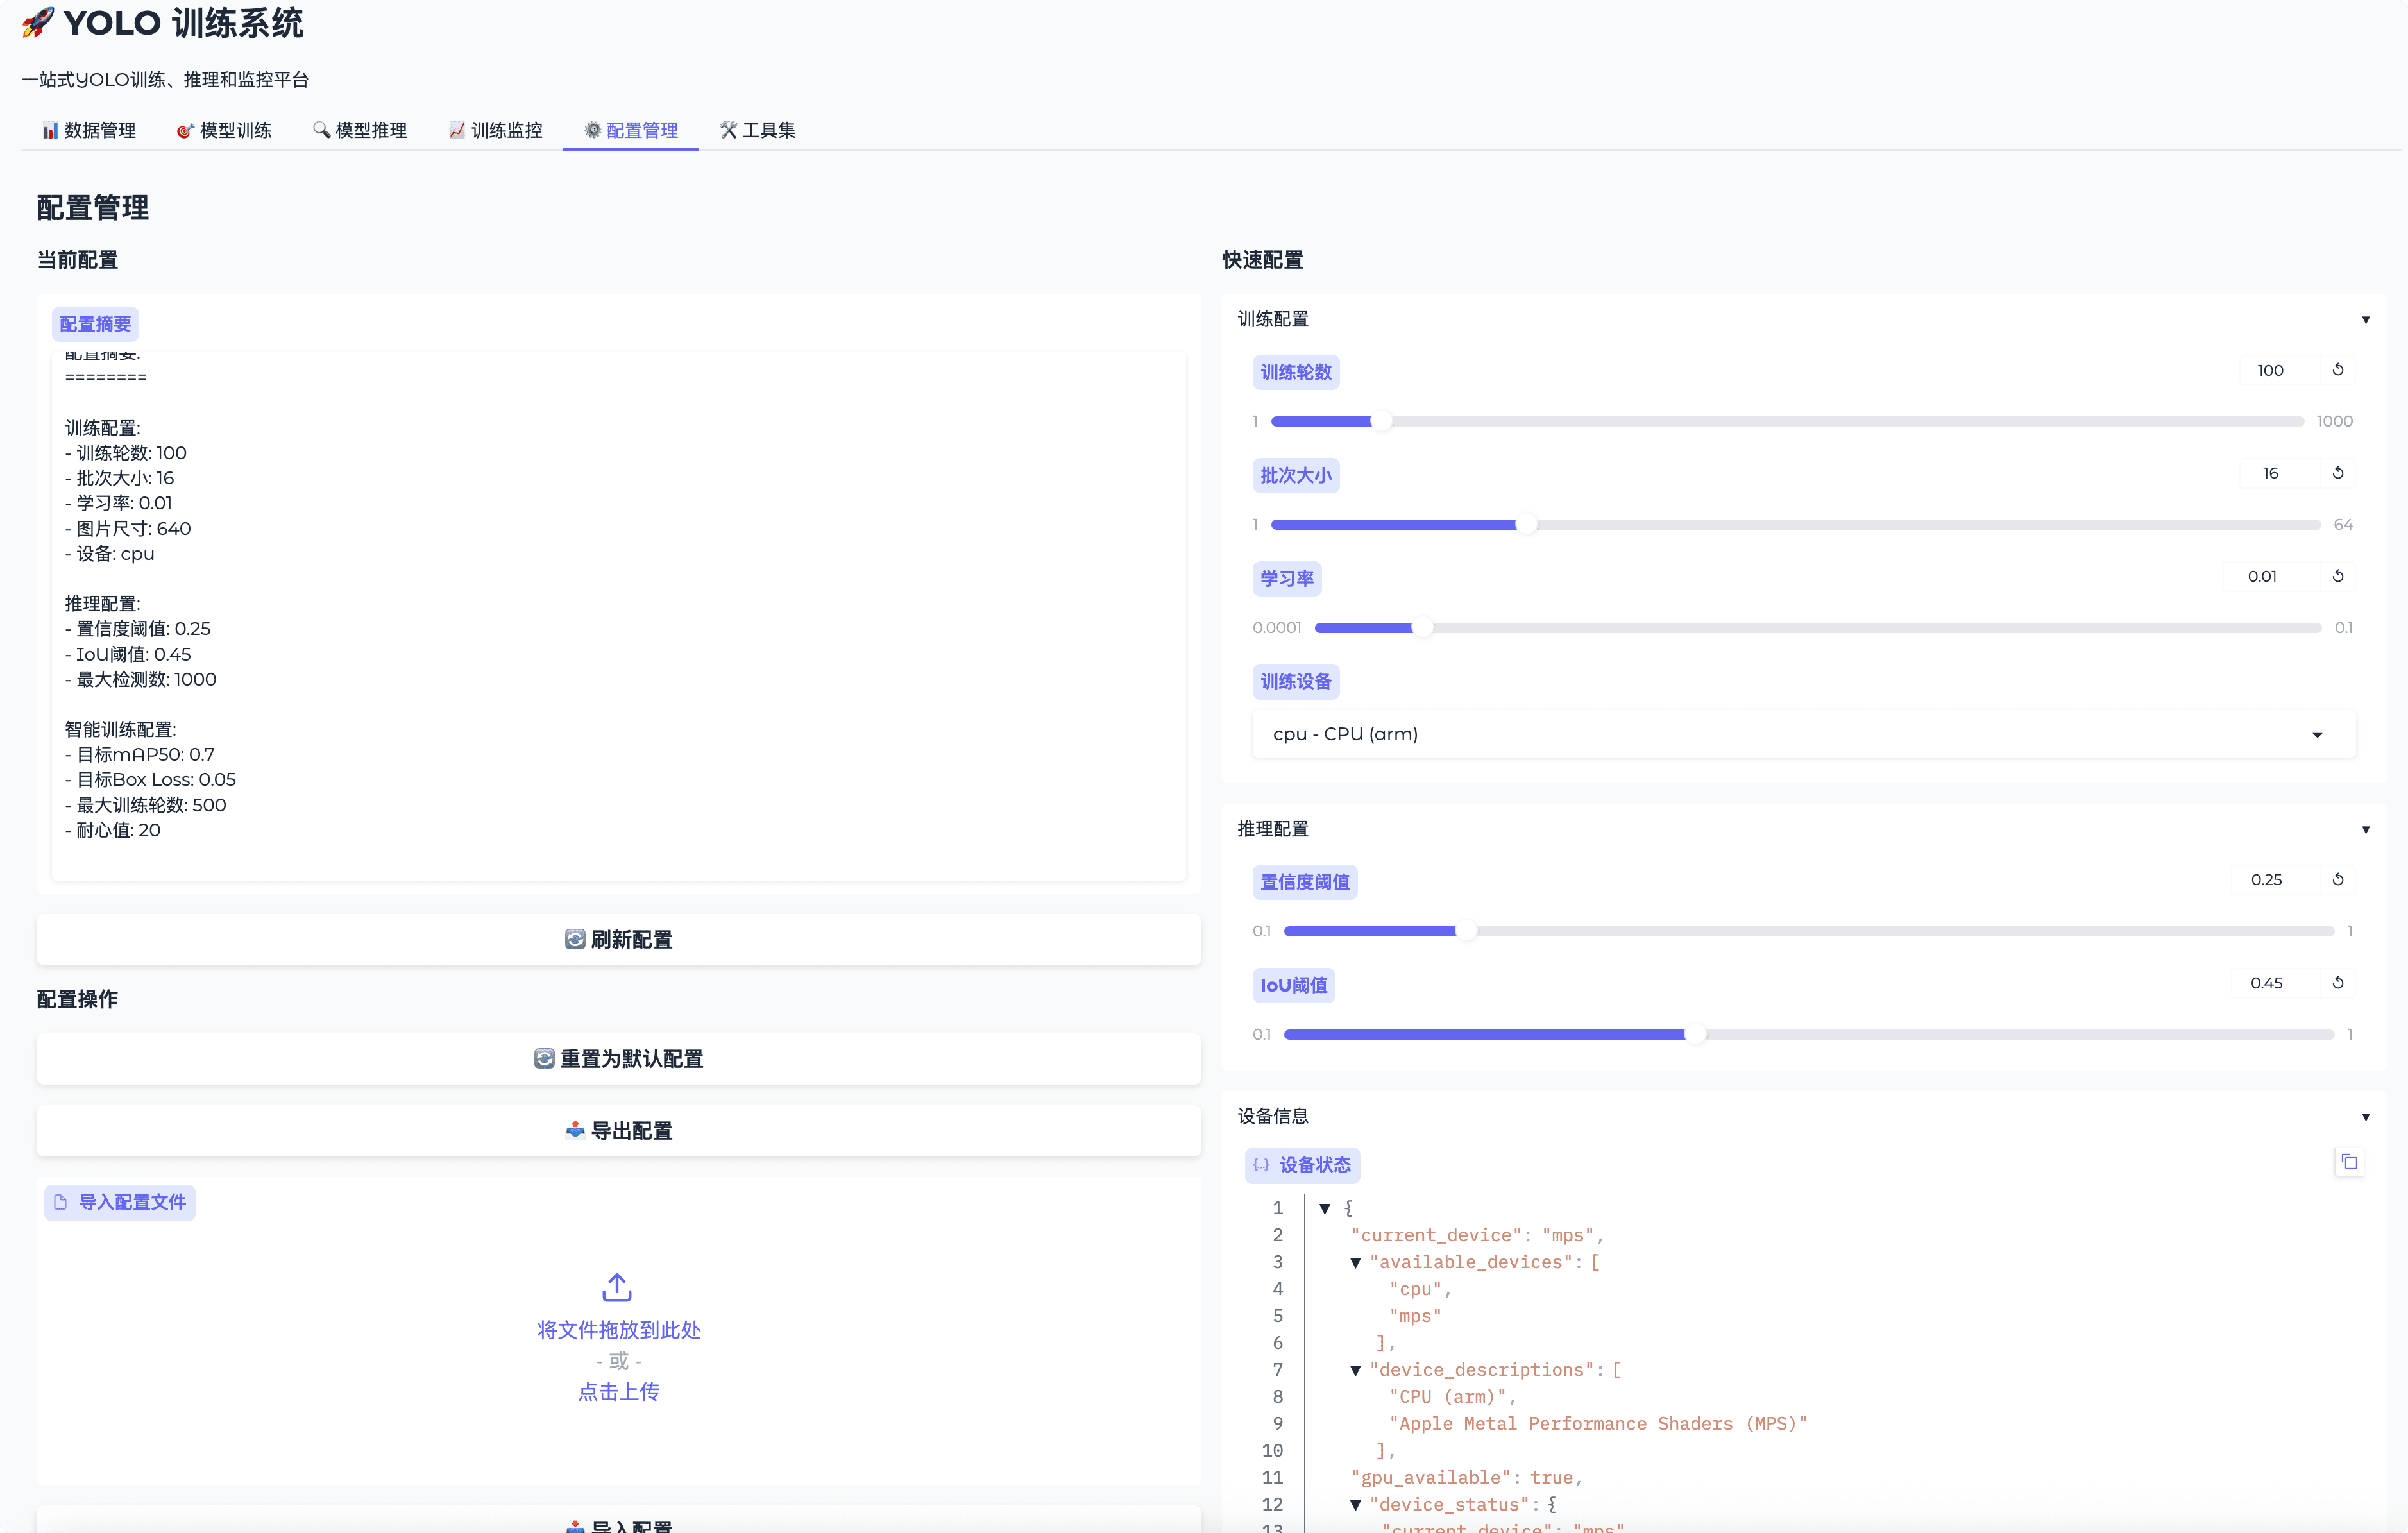 🚀 YOLO 训练系统
一站式YOLO训练、推理和监控平台
📊 数据管理 🎯 模型训练 🔍 模型推理 📈 训练监控 ⚙️ 配置管理 🛠️ 工具集
配置管理
当前配置
配置摘要
配置摘要:
========
训练配置:
- 训练轮数: 100
- 批次大小: 16
- 学习率: 0.01
- 图片尺寸: 640
- 设备: cpu
推理配置:
- 置信度阈值: 0.25
- IoU阈值: 0.45
- 最大检测数: 1000
智能训练配置:
- 目标mAP50: 0.7
- 目标Box Loss: 0.05
- 最大训练轮数: 500
- 耐心值: 20
🔄 刷新配置
配置操作
🔄 重置为默认配置
📤 导出配置
导入配置文件
将文件拖放到此处
- 或 -
点击上传
📥 导入配置
快速配置
训练配置 ▼
训练轮数 100
1 1000
批次大小 16
1 64
学习率 0.01
0.0001 0.1
训练设备
cpu - CPU (arm)
推理配置 ▼
置信度阈值 0.25
0.1 1
IoU阈值 0.45
0.1 1
设备信息 ▼
{..} 设备状态
1 ▼ {
2 "current_device": "mps",
3 ▼ "available_devices": [
4 "cpu",
5 "mps"
6 ],
7 ▼ "device_descriptions": [
8 "CPU (arm)",
9 "Apple Metal Performance Shaders (MPS)"
10 ],
11 "gpu_available": true,
12 ▼ "device_status": {
13 "current_device": "mps"